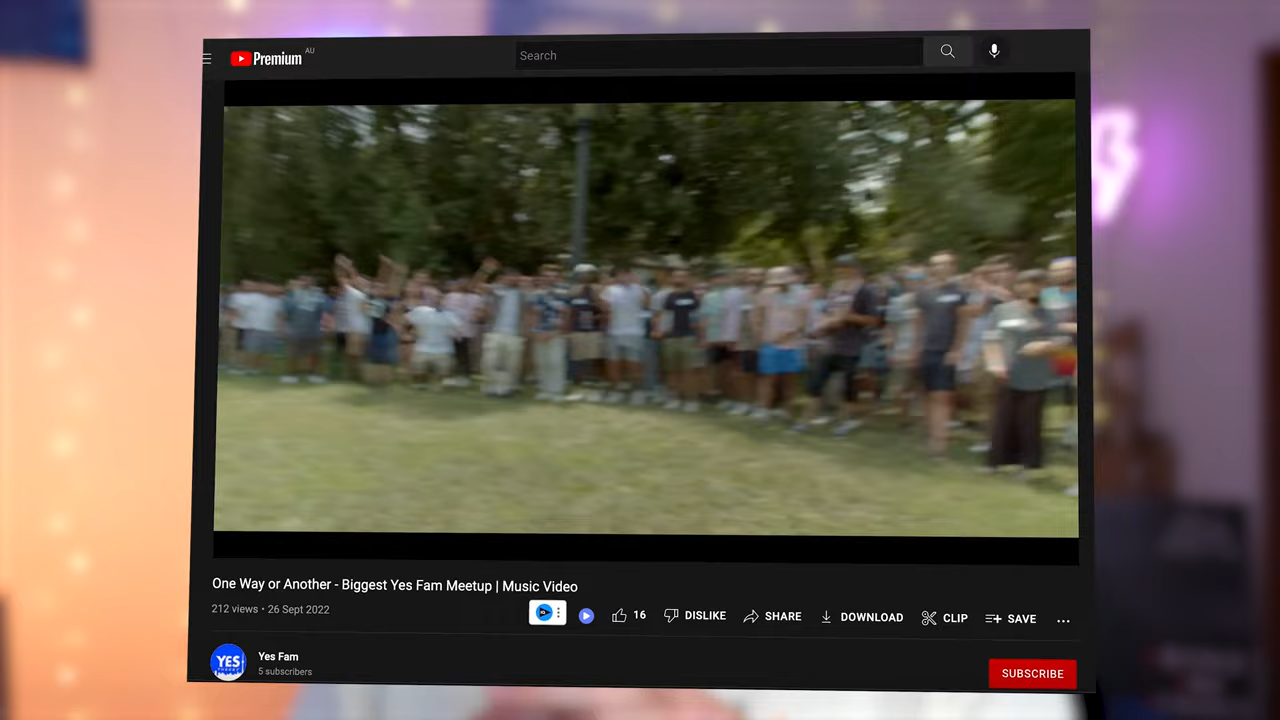 Premium AU
Search
One Way or Another - Biggest Yes Fam Meetup | Music Video
212 views • 26 Sept 2022
16 DISLIKE SHARE DOWNLOAD CLIP SAVE
YES
Yes Fam
5 subscribers
SUBSCRIBE